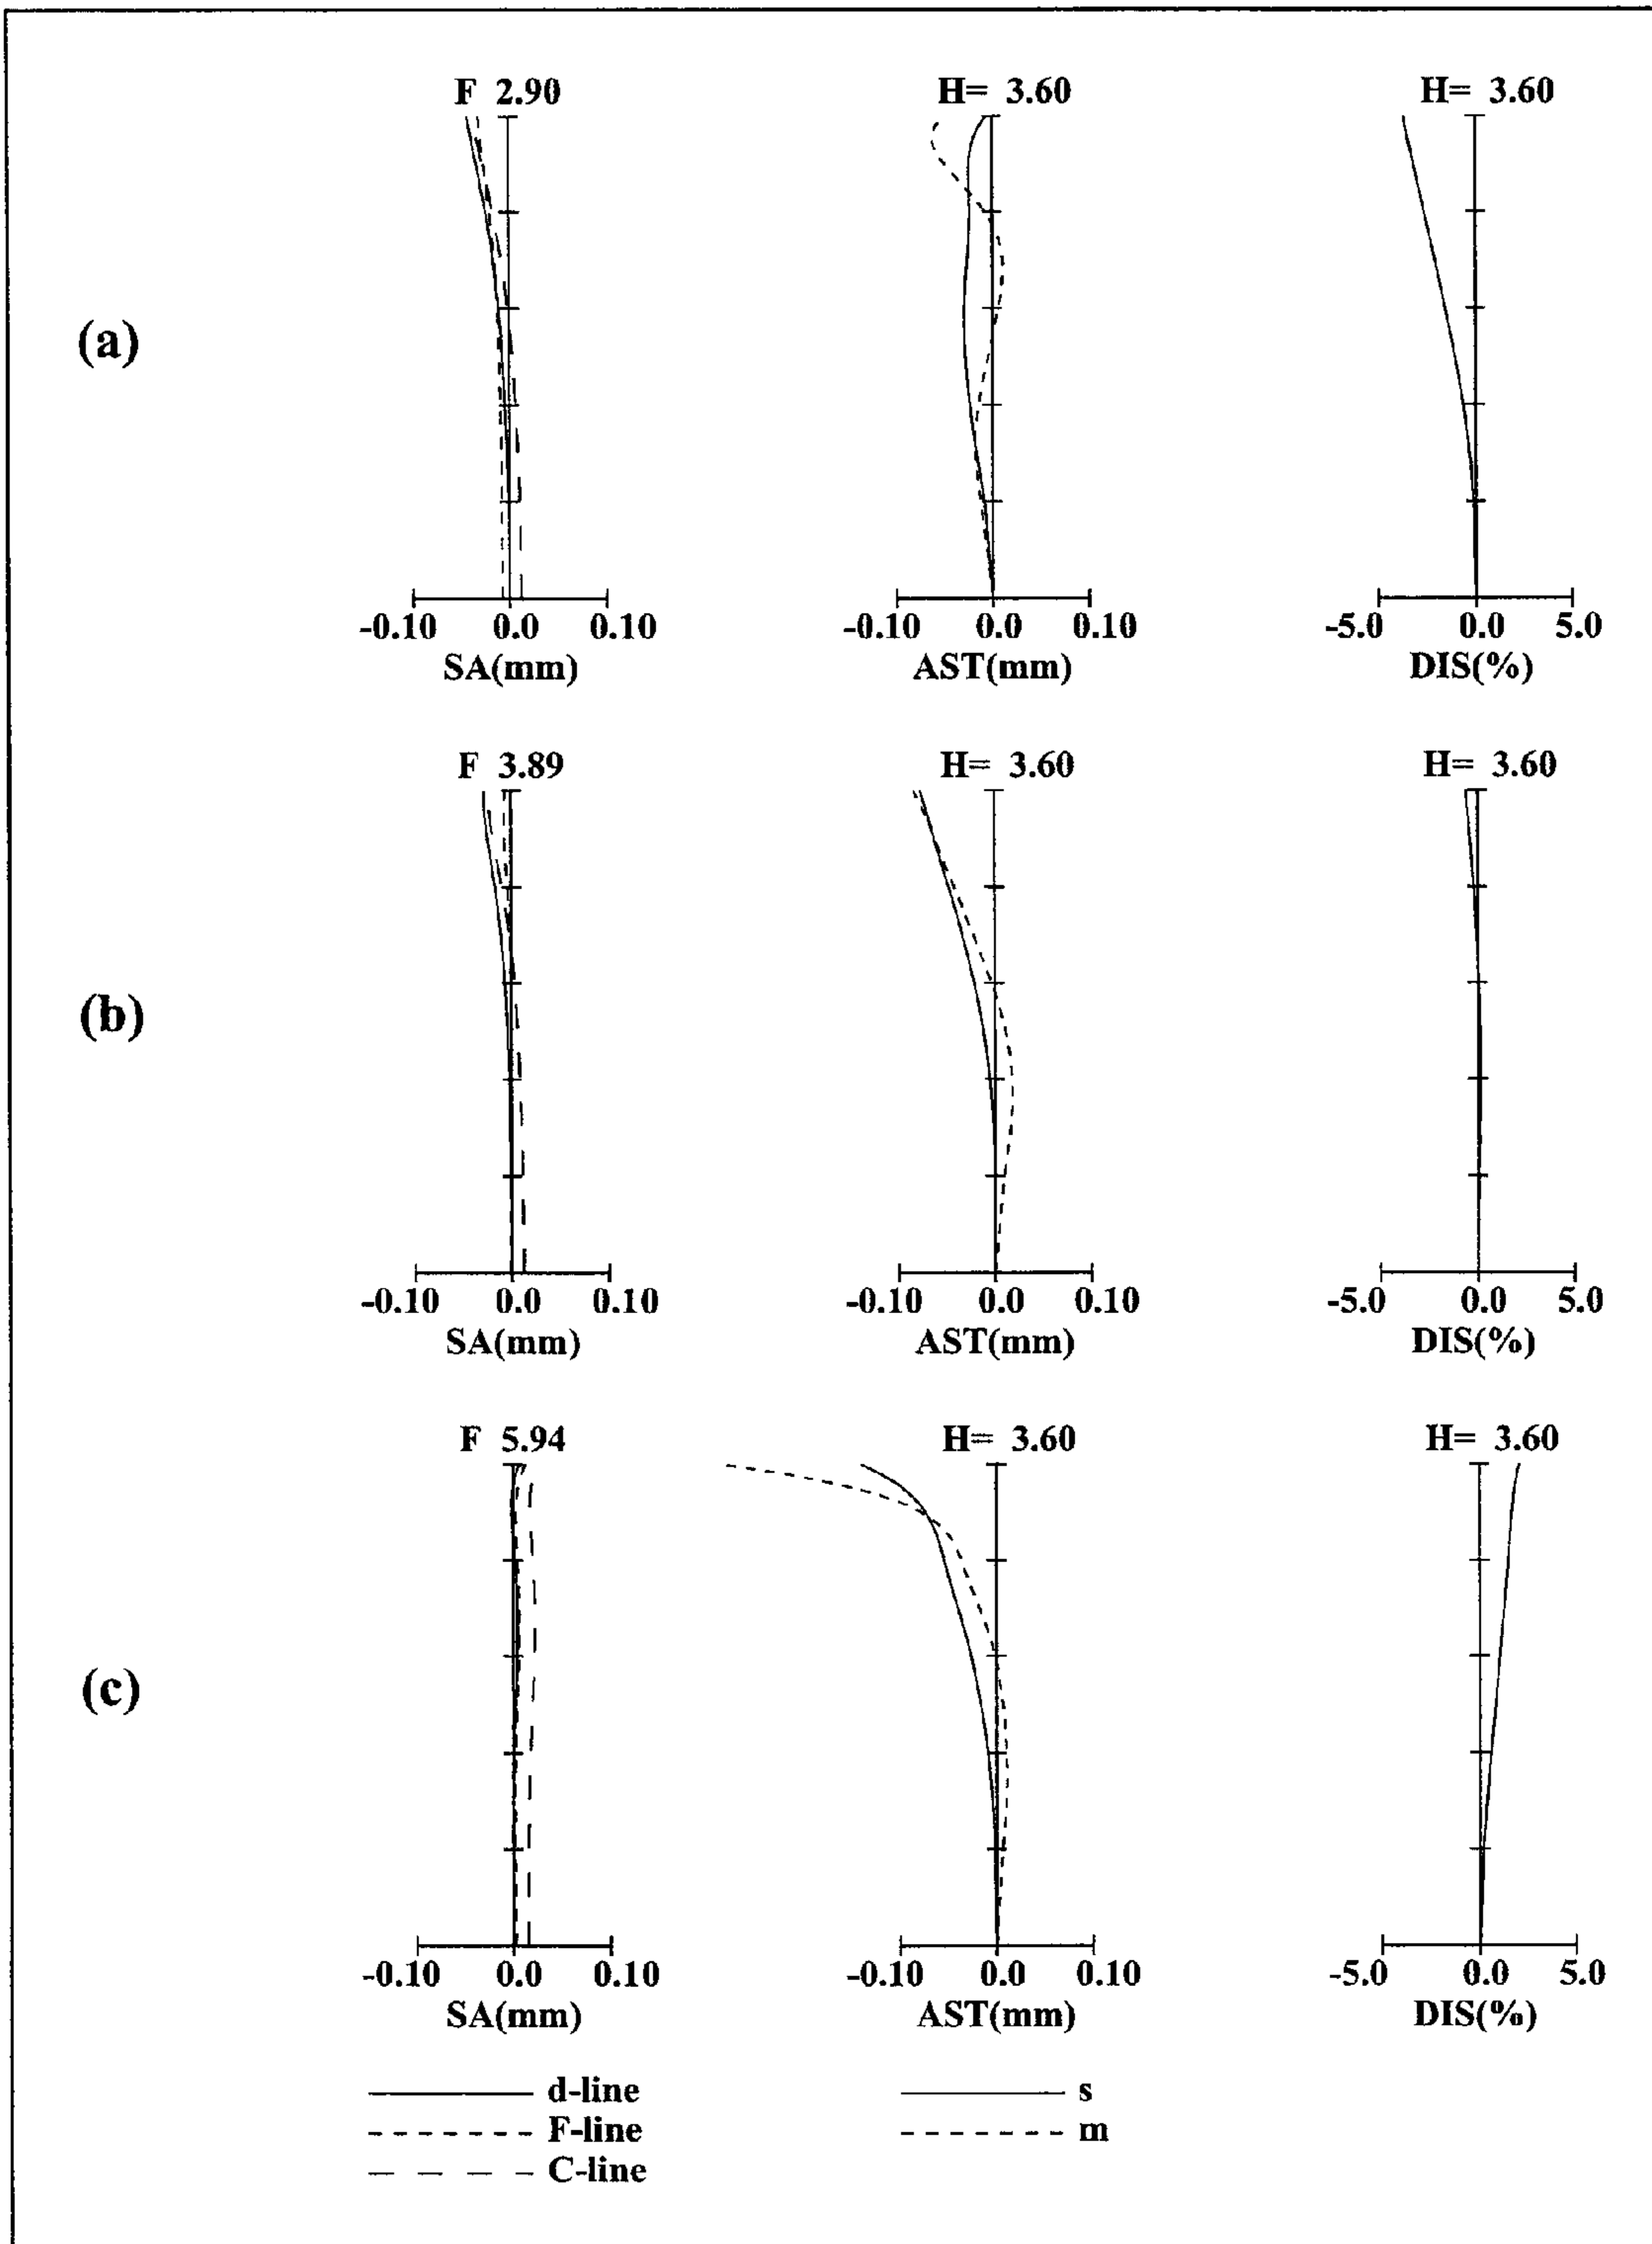 F 2.90 H= 3.60 H= 3.60
(a)
-0.10 0.0 0.10 -0.10 0.0 0.10 -5.0 0.0 5.0
SA(mm) AST(mm) DIS(%)
F 3.89 H= 3.60 H= 3.60
(b)
-0.10 0.0 0.10 -0.10 0.0 0.10 -5.0 0.0 5.0
SA(mm) AST(mm) DIS(%)
F 5.94 H= 3.60 H= 3.60
(c)
-0.10 0.0 0.10 -0.10 0.0 0.10 -5.0 0.0 5.0
SA(mm) AST(mm) DIS(%)
d-line s
F-line m
C-line